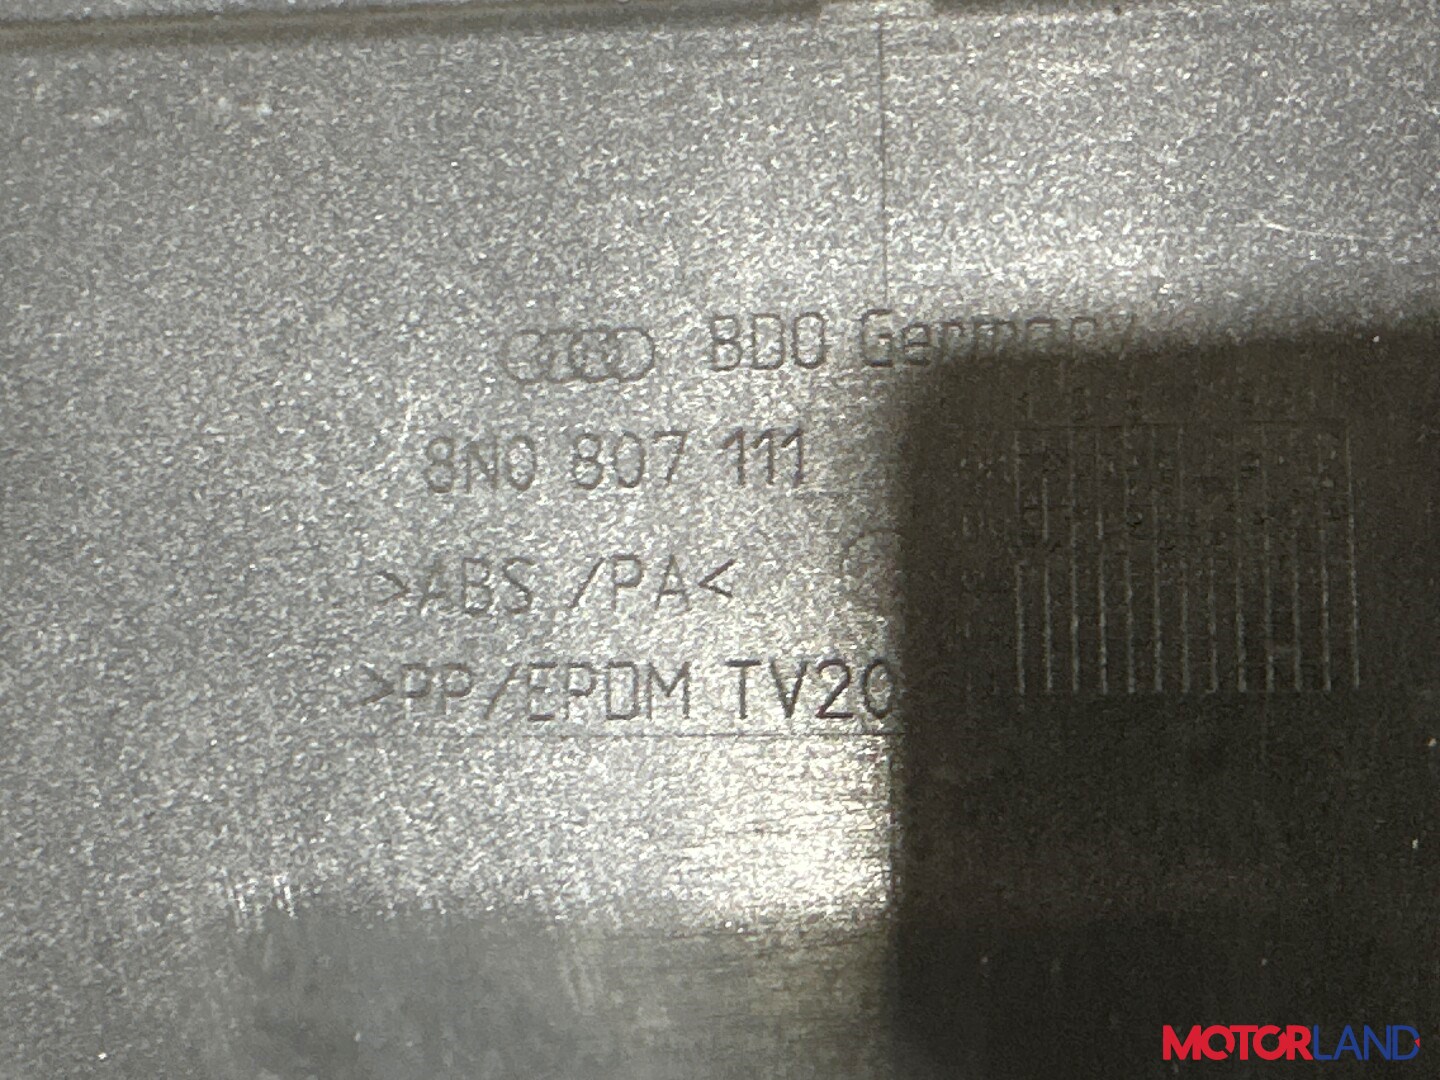 BDO Germany
8N0 807 111
>ABS /PA<
>PP/EPDM TV20
MOTORLAND